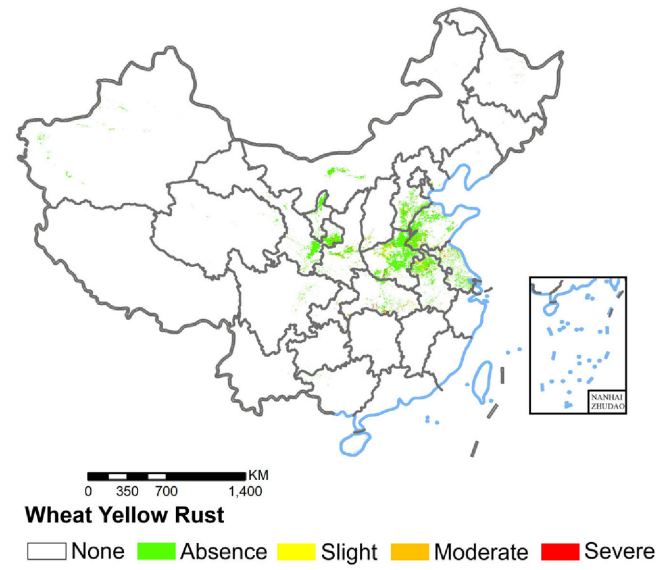 NANHAI
ZHUDAO
KM
0 350 700 1,400
Wheat Yellow Rust
None Absence Slight Moderate Severe